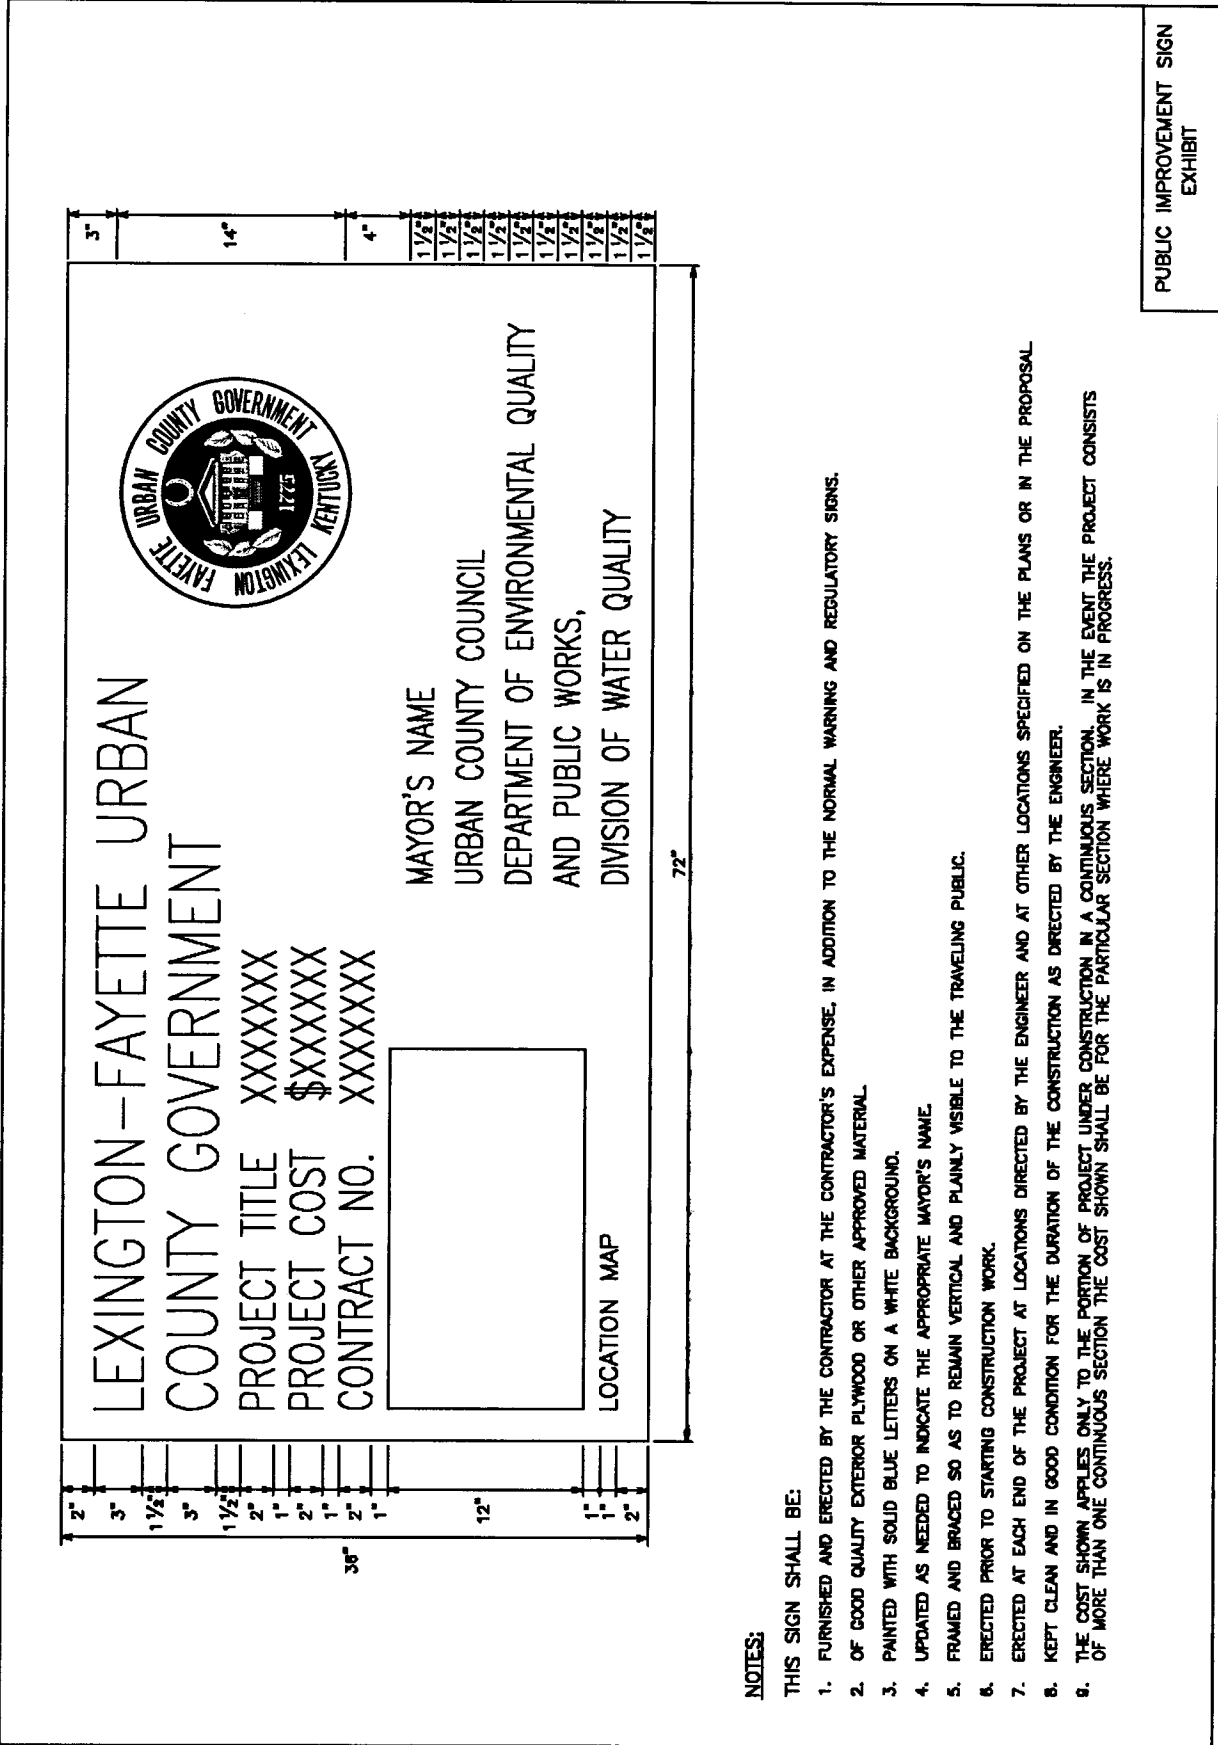 LEXINGTON-FAYETTE URBAN
COUNTY GOVERNMENT
PROJECT TITLE XXXXXXX
PROJECT COST $XXXXXX
CONTRACT NO. XXXXXXX
LOCATION MAP
FAYETTE URBAN COUNTY GOVERNMENT
LEXINGTON KENTUCKY
1775
MAYOR'S NAME
URBAN COUNTY COUNCIL
DEPARTMENT OF ENVIRONMENTAL QUALITY
AND PUBLIC WORKS,
DIVISION OF WATER QUALITY
2"
3"
1 1/2"
3"
1 1/2"
2"
1"
2"
1"
2"
1"
12"
1"
1"
2"
36"
3"
14"
4"
1 1/2"
1 1/2"
1 1/2"
1 1/2"
1 1/2"
1 1/2"
1 1/2"
1 1/2"
1 1/2"
1 1/2"
72"
NOTES:
THIS SIGN SHALL BE:
1. FURNISHED AND ERECTED BY THE CONTRACTOR AT THE CONTRACTOR'S EXPENSE, IN ADDITION TO THE NORMAL WARNING AND REGULATORY SIGNS.
2. OF GOOD QUALITY EXTERIOR PLYWOOD OR OTHER APPROVED MATERIAL.
3. PAINTED WITH SOLID BLUE LETTERS ON A WHITE BACKGROUND.
4. UPDATED AS NEEDED TO INDICATE THE APPROPRIATE MAYOR'S NAME.
5. FRAMED AND BRACED SO AS TO REMAIN VERTICAL AND PLAINLY VISIBLE TO THE TRAVELING PUBLIC.
6. ERECTED PRIOR TO STARTING CONSTRUCTION WORK.
7. ERECTED AT EACH END OF THE PROJECT AT LOCATIONS DIRECTED BY THE ENGINEER AND AT OTHER LOCATIONS SPECIFIED ON THE PLANS OR IN THE PROPOSAL.
8. KEPT CLEAN AND IN GOOD CONDITION FOR THE DURATION OF THE CONSTRUCTION AS DIRECTED BY THE ENGINEER.
9. THE COST SHOWN APPLIES ONLY TO THE PORTION OF PROJECT UNDER CONSTRUCTION IN A CONTINUOUS SECTION. IN THE EVENT THE PROJECT CONSISTS
OF MORE THAN ONE CONTINUOUS SECTION THE COST SHOWN SHALL BE FOR THE PARTICULAR SECTION WHERE WORK IS IN PROGRESS.
PUBLIC IMPROVEMENT SIGN
EXHIBIT